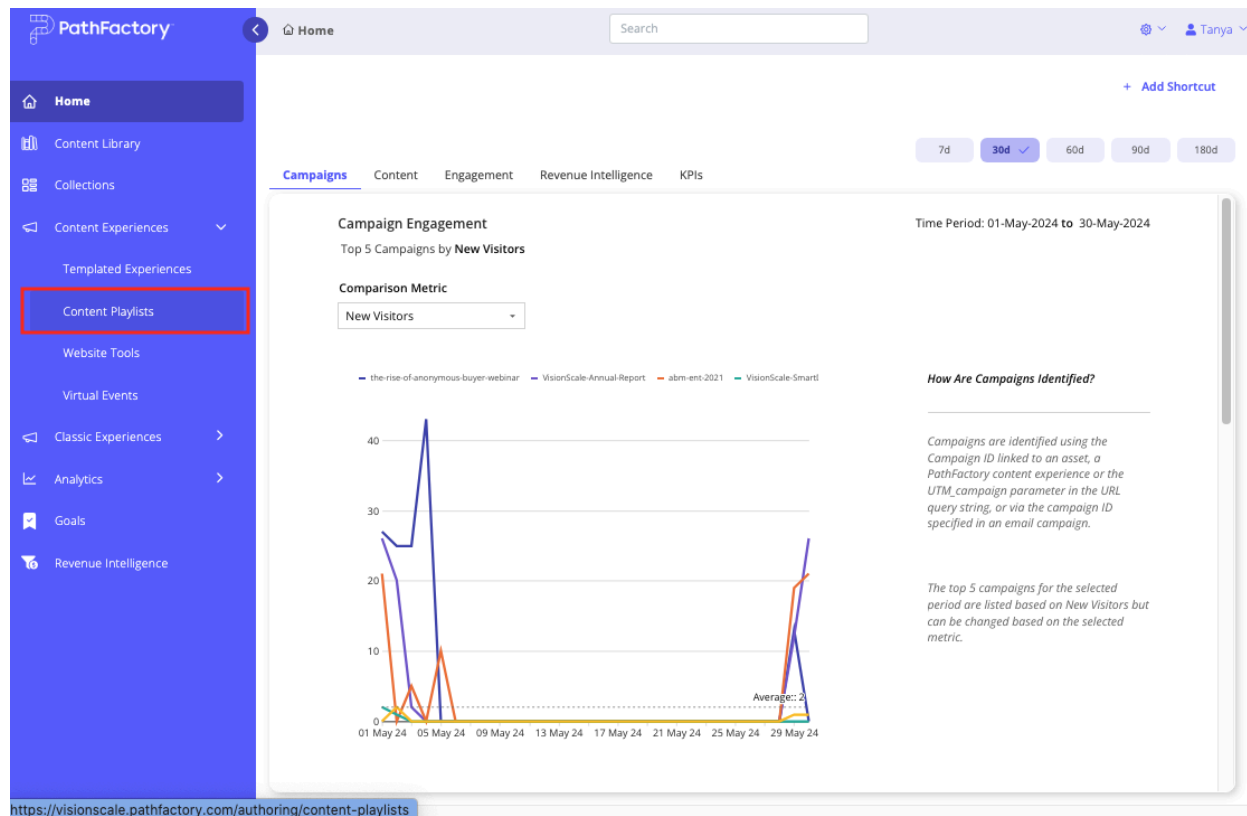 PathFactory
Home
Search
Tanya
+ Add Shortcut
Home
Content Library
Collections
Content Experiences
Templated Experiences
Content Playlists
Website Tools
Virtual Events
Classic Experiences
Analytics
Goals
Revenue Intelligence
7d 30d 60d 90d 180d
Campaigns Content Engagement Revenue Intelligence KPIs
Campaign Engagement
Time Period: 01-May-2024 to 30-May-2024
Top 5 Campaigns by New Visitors
Comparison Metric
New Visitors
the-rise-of-anonymous-buyer-webinar VisionScale-Annual-Report abm-ent-2021 VisionScale-Smart
40
30
20
10
0
Average:: 2
01 May 24 05 May 24 09 May 24 13 May 24 17 May 24 21 May 24 25 May 24 29 May 24
How Are Campaigns Identified?
Campaigns are identified using the
Campaign ID linked to an asset, a
PathFactory content experience or the
UTM_campaign parameter in the URL
query string, or via the campaign ID
specified in an email campaign.
The top 5 campaigns for the selected
period are listed based on New Visitors but
can be changed based on the selected
metric.
https://visionscale.pathfactory.com/authoring/content-playlists